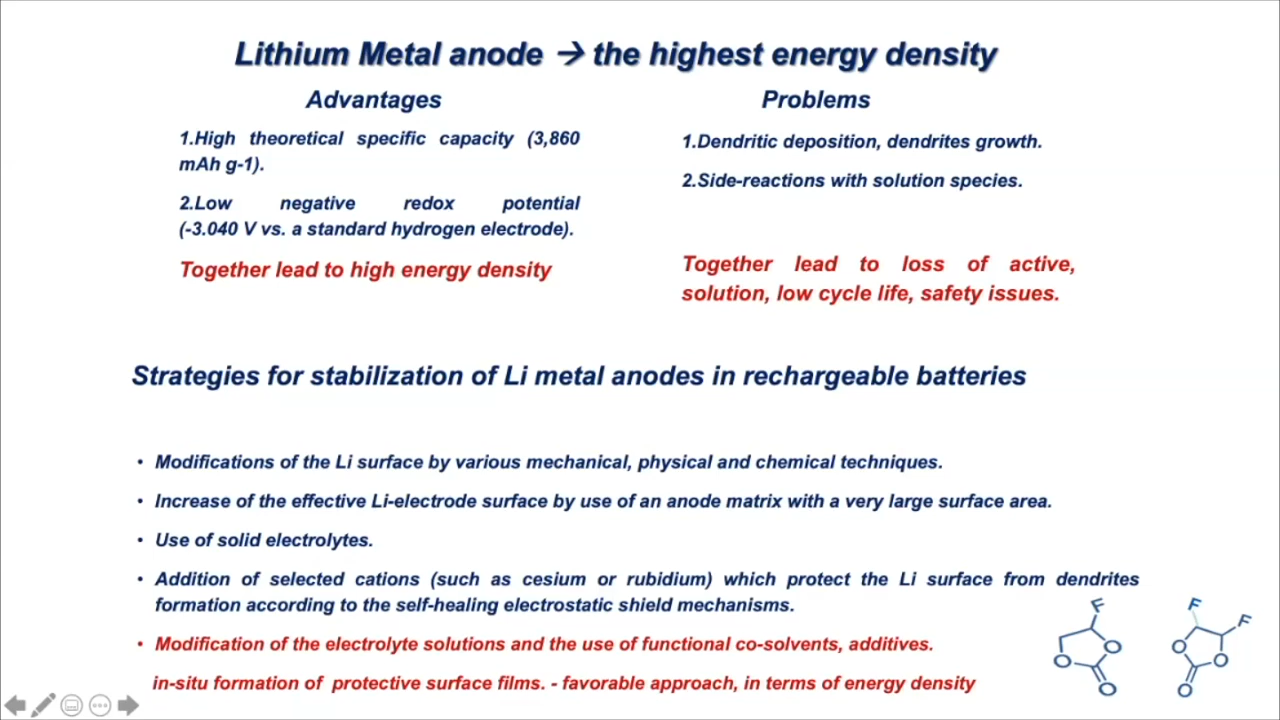 Lithium Metal anode → the highest energy density
Advantages
1.High theoretical specific capacity (3,860
mAh g-1).
2.Low negative redox potential
(-3.040 V vs. a standard hydrogen electrode).
Together lead to high energy density
Problems
1.Dendritic deposition, dendrites growth.
2.Side-reactions with solution species.
Together lead to loss of active,
solution, low cycle life, safety issues.
Strategies for stabilization of Li metal anodes in rechargeable batteries
• Modifications of the Li surface by various mechanical, physical and chemical techniques.
• Increase of the effective Li-electrode surface by use of an anode matrix with a very large surface area.
• Use of solid electrolytes.
• Addition of selected cations (such as cesium or rubidium) which protect the Li surface from dendrites
formation according to the self-healing electrostatic shield mechanisms.
• Modification of the electrolyte solutions and the use of functional co-solvents, additives.
in-situ formation of protective surface films. - favorable approach, in terms of energy density
F
O
O
O
F
F
O
O
O